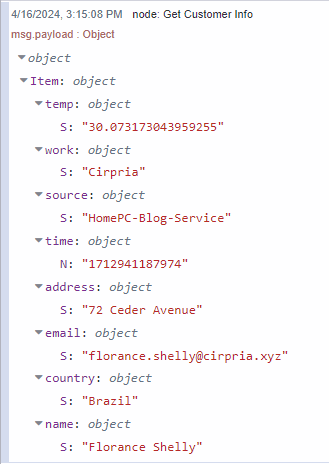 4/16/2024, 3:15:08 PM node: Get Customer Info
msg.payload : Object
object
Item: object
temp: object
S: "30.073173043959255"
work: object
S: "Cirpria"
source: object
S: "HomePC-Blog-Service"
time: object
N: "1712941187974"
address: object
S: "72 Ceder Avenue"
email: object
S: "florance.shelly@cirpria.xyz"
country: object
S: "Brazil"
name: object
S: "Florance Shelly"